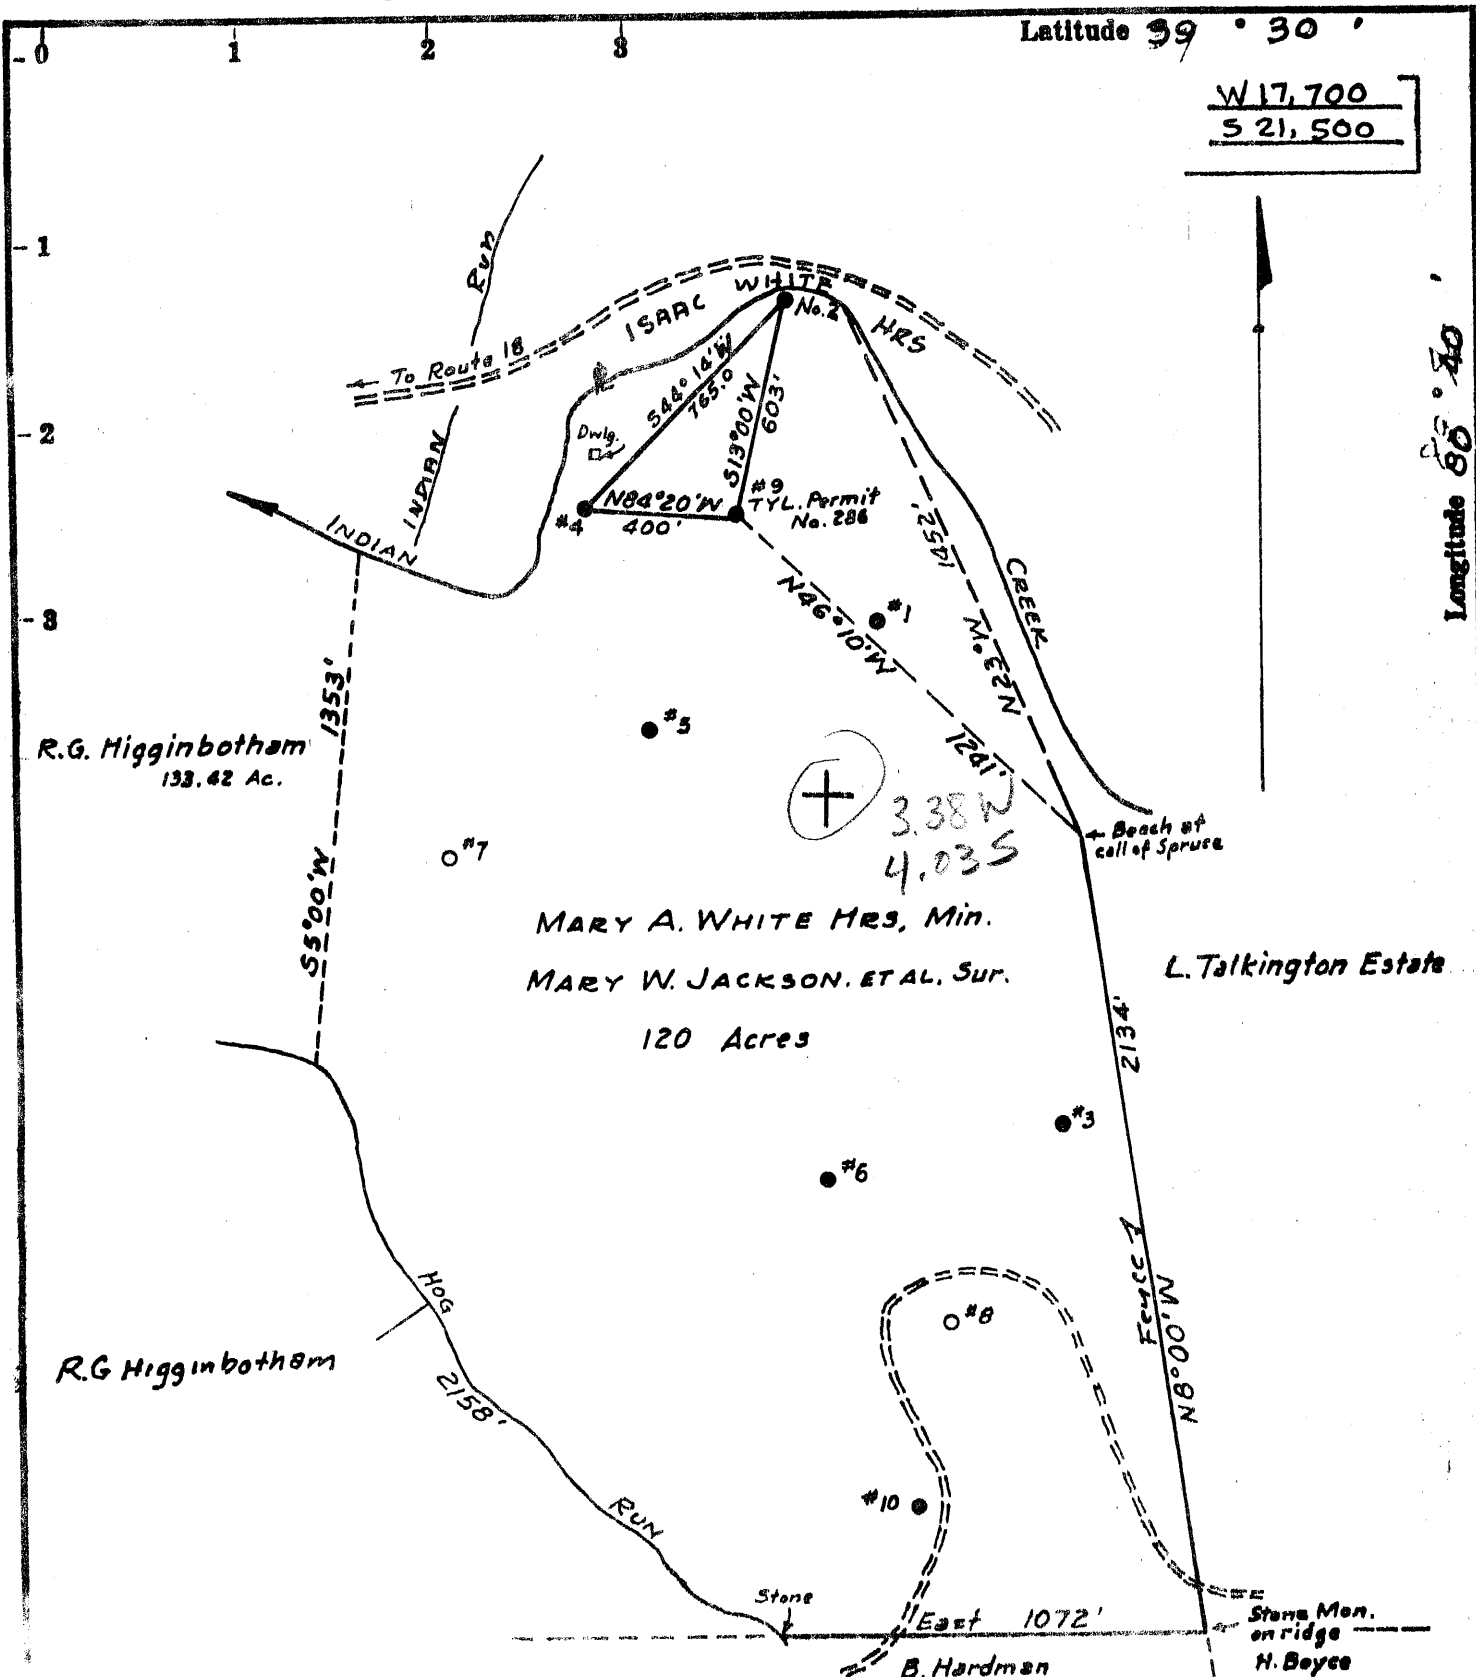 0 1 2 3
Latitude 39 ° 30 '
W 17,700
S 21,500
- 1
- 2
- 3
Longitude 80 ° 40 '
INDIAN Run
← To Route 18
ISAAC WHITE HRS
No. 2
S44° 14' W
765.0
S13°00'W
603'
Dwlg.
#4
N84°20'W
400'
#9
TYL. Permit
No. 286
INDIAN CREEK
1452'
N23°W
#1
N46°10'W
1241'
1353'
S5°00'W
R.G. Higginbotham
133.42 Ac.
#5
3.38 W
4.03 S
← Beach at
call of Spruce
#7
MARY A. WHITE HRS, Min.
MARY W. JACKSON. ET AL. Sur.
120 Acres
L. Talkington Estate
2134'
#3
#6
Fence
N8°00'W
#8
HOG RUN
2158'
R.G Higginbotham
#10
Stone
East 1072'
Stone Mon.
on ridge
B. Hardman
H. Boyce